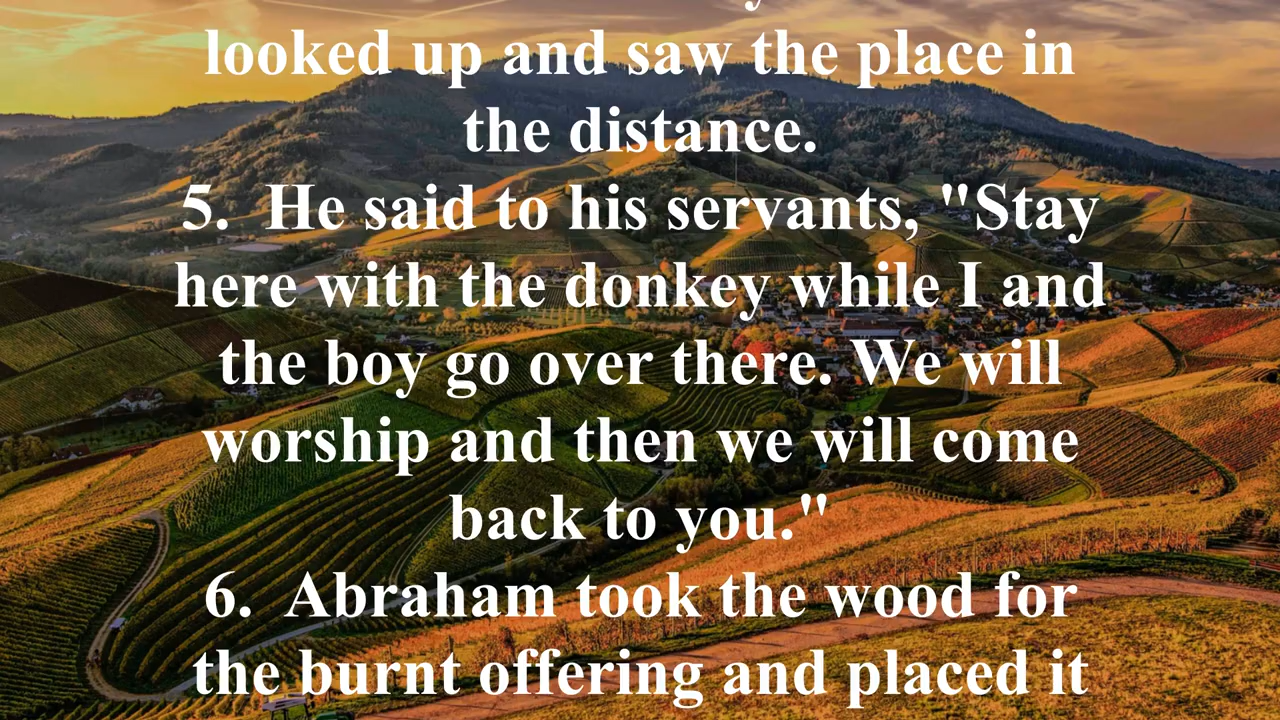 looked up and saw the place in
the distance.
5.  He said to his servants, "Stay
here with the donkey while I and
the boy go over there. We will
worship and then we will come
back to you."
6.  Abraham took the wood for
the burnt offering and placed it